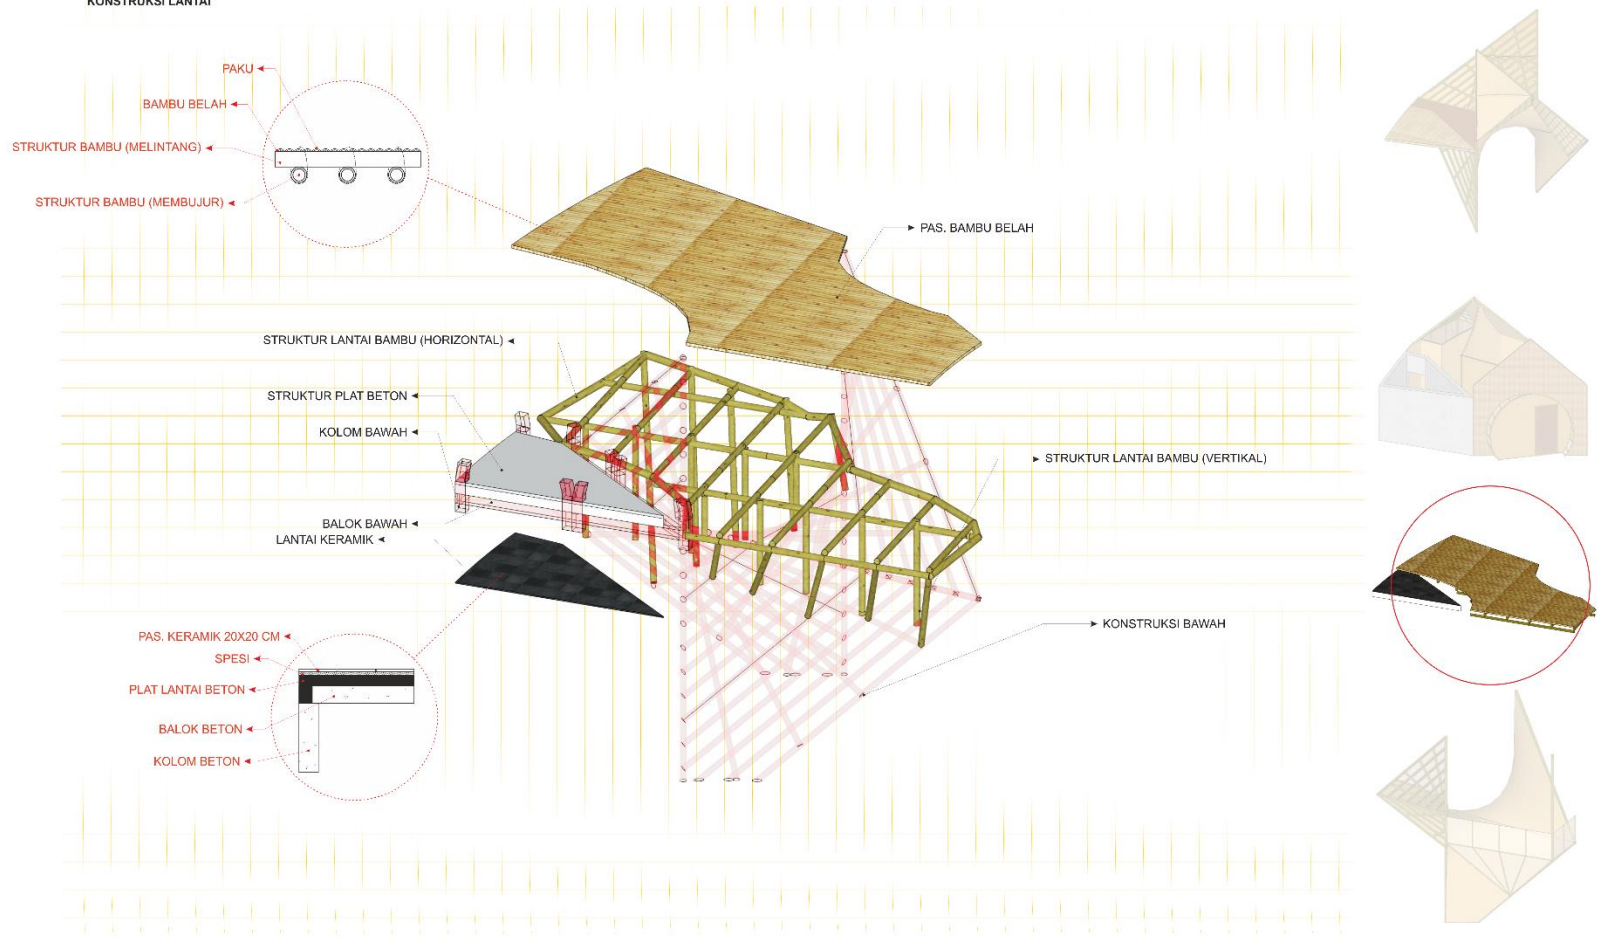 KONSTRUKSI LANTAI
PAKU
BAMBU BELAH
STRUKTUR BAMBU (MELINTANG)
STRUKTUR BAMBU (MEMBUJUR)
PAS. BAMBU BELAH
STRUKTUR LANTAI BAMBU (HORIZONTAL)
STRUKTUR PLAT BETON
KOLOM BAWAH
STRUKTUR LANTAI BAMBU (VERTIKAL)
BALOK BAWAH
LANTAI KERAMIK
KONSTRUKSI BAWAH
PAS. KERAMIK 20X20 CM
SPESI
PLAT LANTAI BETON
BALOK BETON
KOLOM BETON